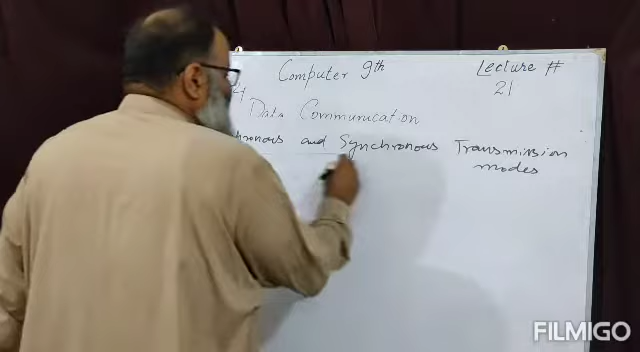 Computer 9th
Lecture #
21
Data Communication
and Synchronous Transmission
modes
FILMIGO